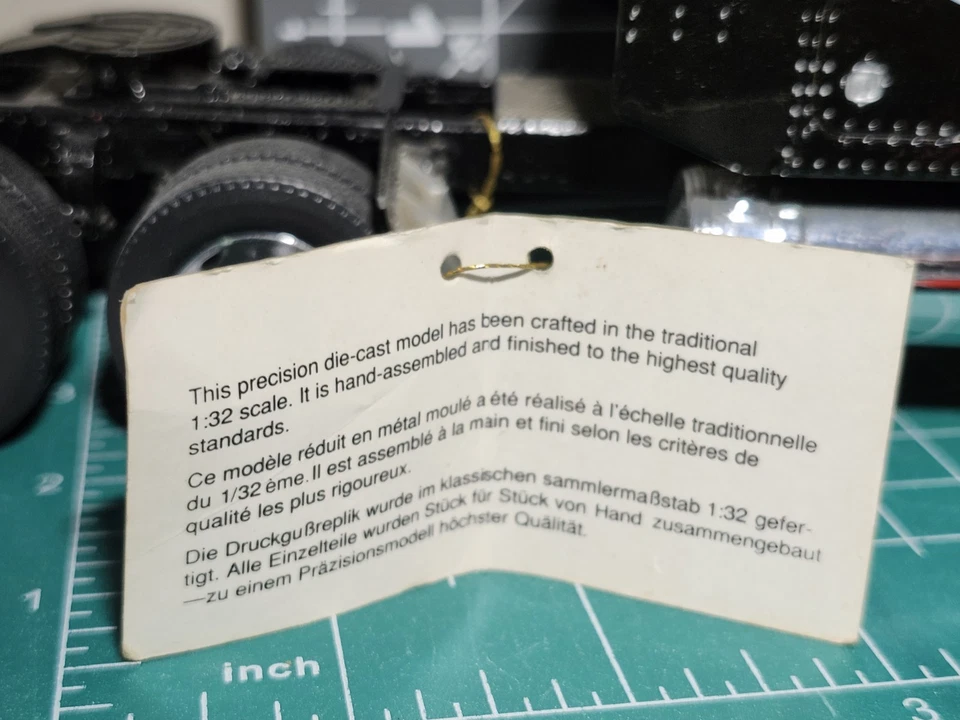 This precision die-cast model has been crafted in the traditional
1:32 scale. It is hand-assembled and finished to the highest quality
standards.
Ce modèle réduit en métal moulé a été réalisé à l'échelle traditionnelle
du 1/32 ème. Il est assemblé à la main et fini selon les critères de
qualité les plus rigoureux.
Die Druckgußreplik wurde im klassischen sammlermaßstab 1:32 gefer-
tigt. Alle Einzelteile wurden Stück für Stück von Hand zusammengebaut
—zu einem Präzisionsmodell höchster Quälität.
3
2
1
inch
3